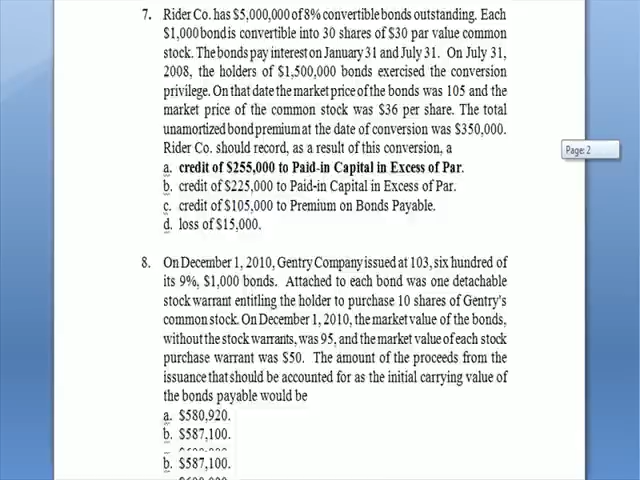 7. Rider Co. has $5,000,000 of 8% convertible bonds outstanding. Each
$1,000 bond is convertible into 30 shares of $30 par value common
stock. The bonds pay interest on January 31 and July 31. On July 31,
2008, the holders of $1,500,000 bonds exercised the conversion
privilege. On that date the market price of the bonds was 105 and the
market price of the common stock was $36 per share. The total
unamortized bond premium at the date of conversion was $350,000.
Rider Co. should record, as a result of this conversion, a
Page: 2
a. credit of $255,000 to Paid-in Capital in Excess of Par.
b. credit of $225,000 to Paid-in Capital in Excess of Par.
c. credit of $105,000 to Premium on Bonds Payable.
d. loss of $15,000.
8. On December 1, 2010, Gentry Company issued at 103, six hundred of
its 9%, $1,000 bonds. Attached to each bond was one detachable
stock warrant entitling the holder to purchase 10 shares of Gentry's
common stock. On December 1, 2010, the market value of the bonds,
without the stock warrants, was 95, and the market value of each stock
purchase warrant was $50. The amount of the proceeds from the
issuance that should be accounted for as the initial carrying value of
the bonds payable would be
a. $580,920.
b. $587,100.
b. $587,100.